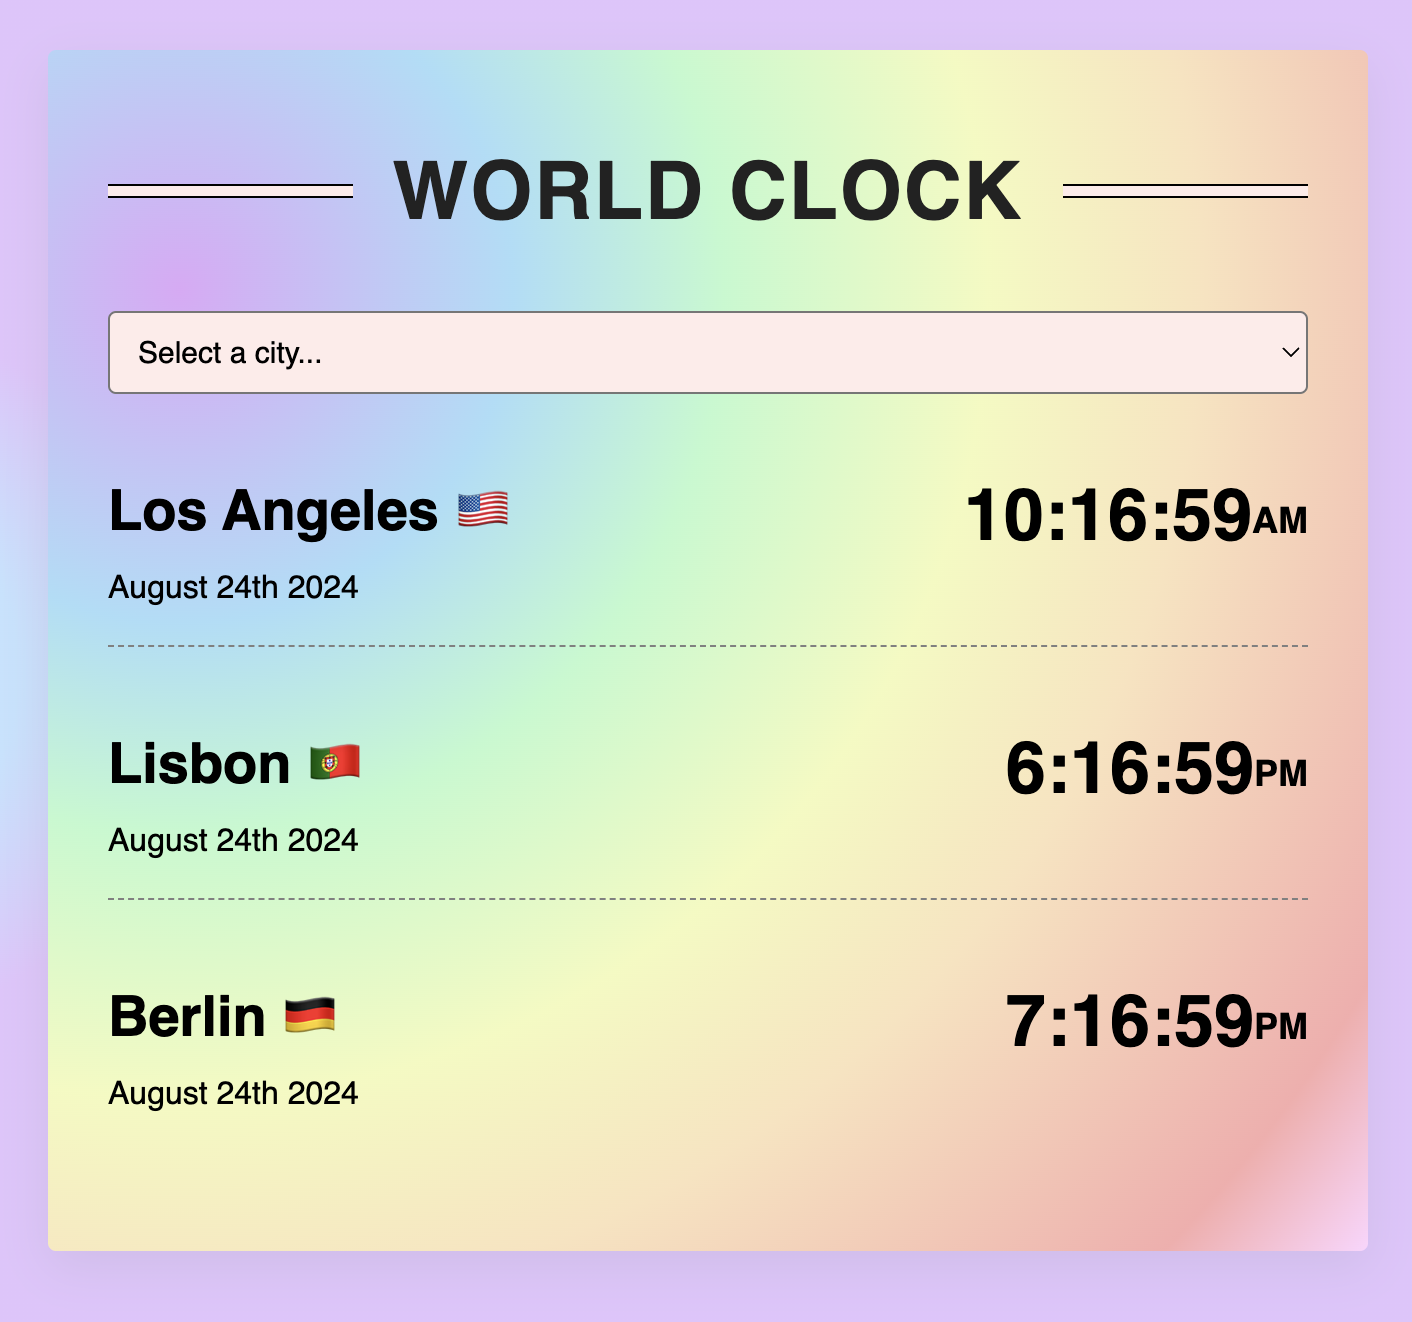 WORLD CLOCK
Select a city...
Los Angeles 🇺🇸 10:16:59AM
August 24th 2024
Lisbon 🇵🇹 6:16:59PM
August 24th 2024
Berlin 🇩🇪 7:16:59PM
August 24th 2024